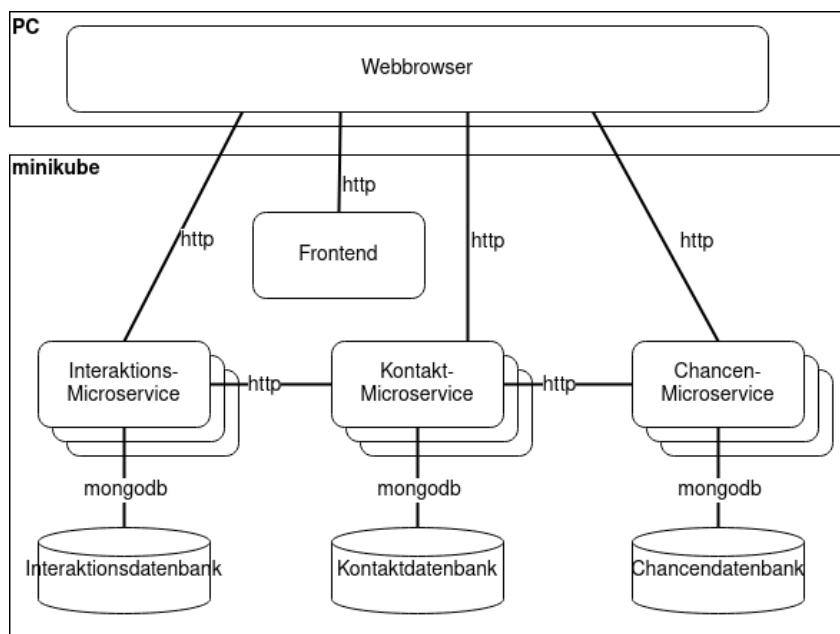 PC
Webbrowser
minikube
http
Frontend
http
http
http
Interaktions-
Microservice
http
Kontakt-
Microservice
http
Chancen-
Microservice
mongodb
mongodb
mongodb
Interaktionsdatenbank
Kontaktdatenbank
Chancendatenbank